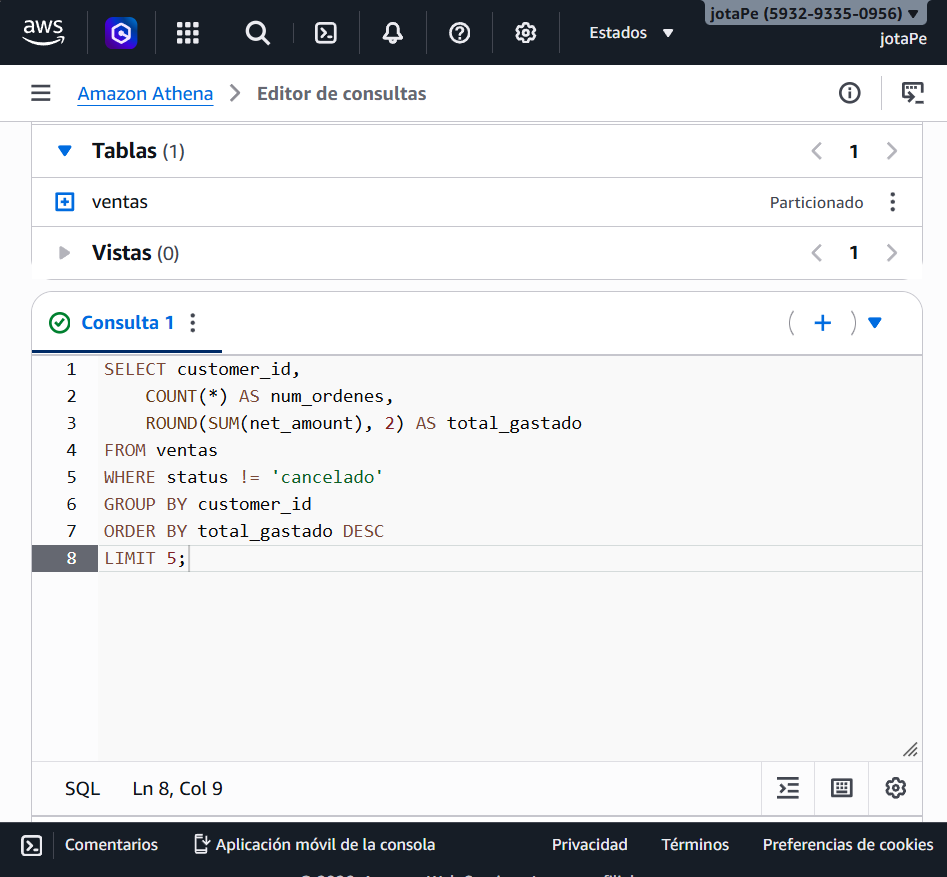 aws
Estados
jotaPe (5932-9335-0956)
jotaPe
Amazon Athena
Editor de consultas
Tablas (1)
1
ventas
Particionado
Vistas (0)
1
Consulta 1
1 SELECT customer_id,
2 COUNT(*) AS num_ordenes,
3 ROUND(SUM(net_amount), 2) AS total_gastado
4 FROM ventas
5 WHERE status != 'cancelado'
6 GROUP BY customer_id
7 ORDER BY total_gastado DESC
8 LIMIT 5;
SQL Ln 8, Col 9
Comentarios Aplicación móvil de la consola Privacidad Términos Preferencias de cookies